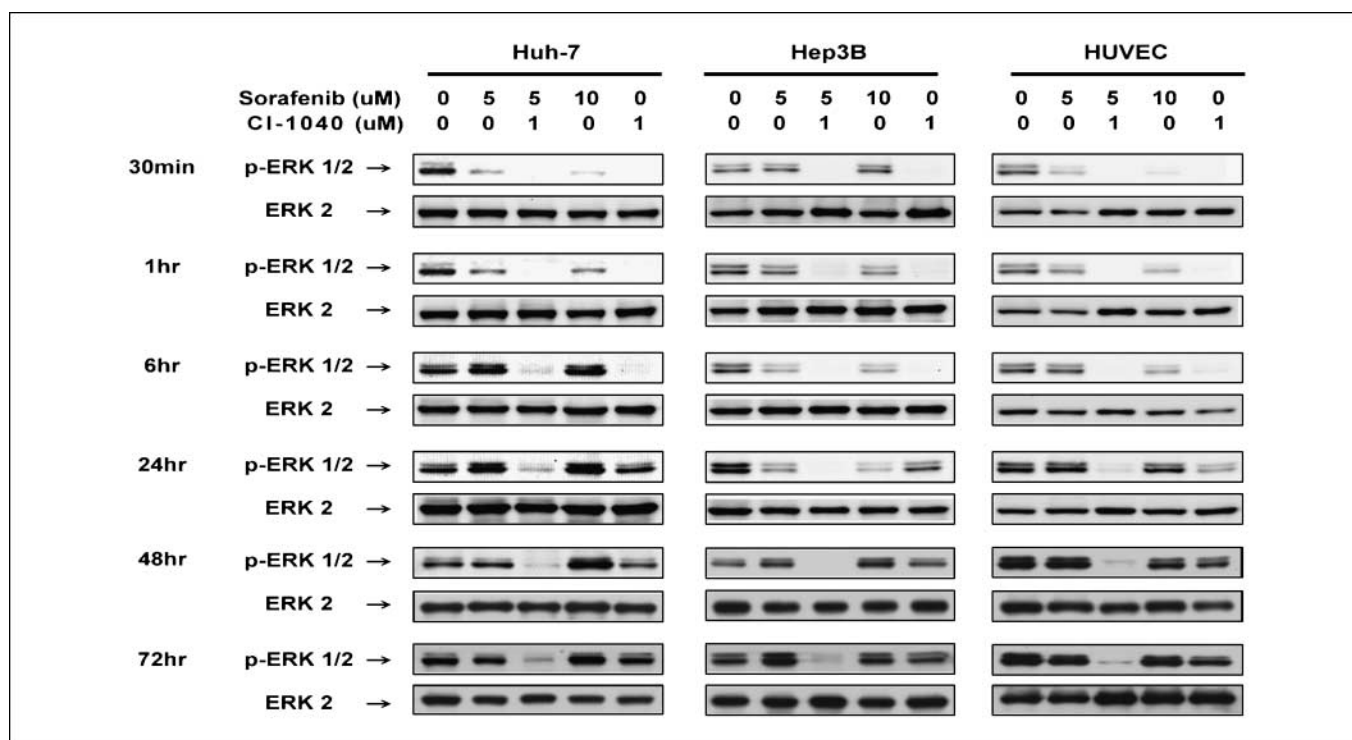 Huh-7 Hep3B HUVEC
Sorafenib (uM) 0 5 5 10 0 0 5 5 10 0 0 5 5 10 0
CI-1040 (uM) 0 0 1 0 1 0 0 1 0 1 0 0 1 0 1
30min p-ERK 1/2 →
ERK 2 →
1hr p-ERK 1/2 →
ERK 2 →
6hr p-ERK 1/2 →
ERK 2 →
24hr p-ERK 1/2 →
ERK 2 →
48hr p-ERK 1/2 →
ERK 2 →
72hr p-ERK 1/2 →
ERK 2 →